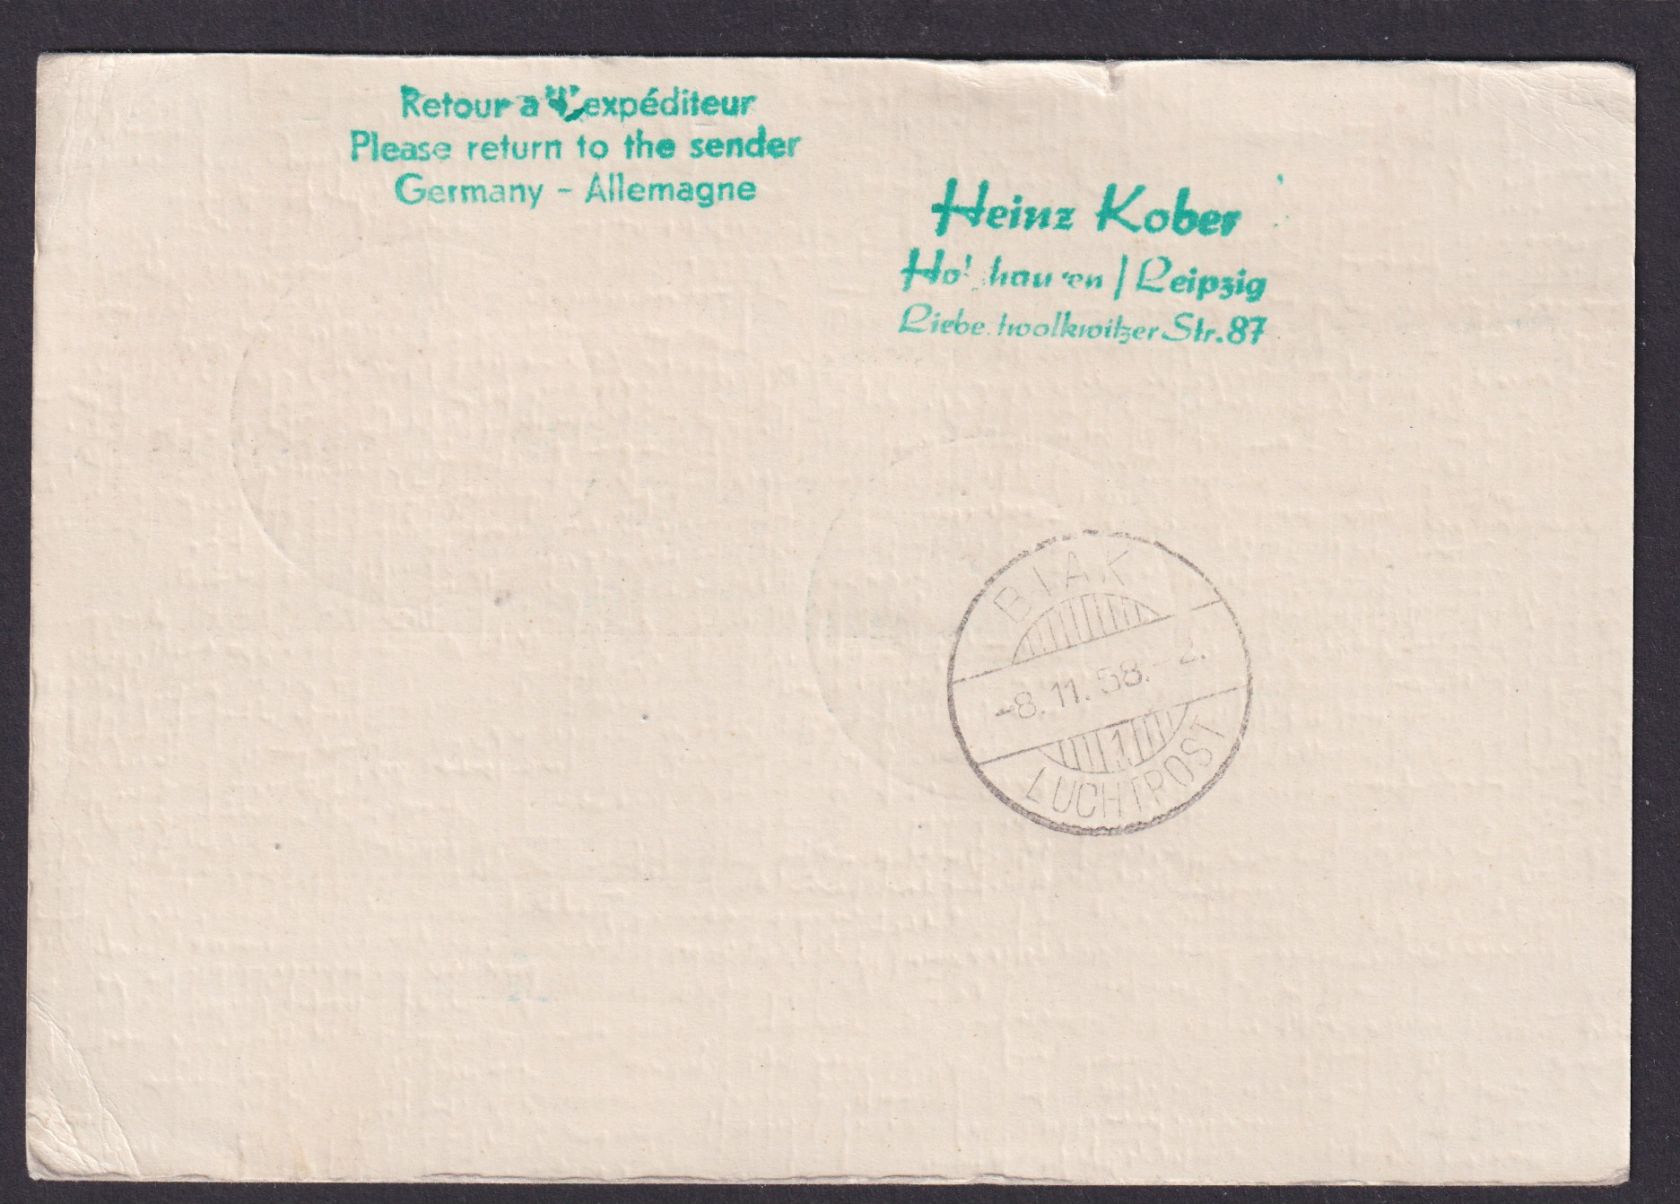 Retour a l'expéditeur
Please return to the sender
Germany - Allemagne
Heinz Kober
/ Leipzig
Str. 87
BIAK
-8.11.58.-2.
1
LUCHTPOST